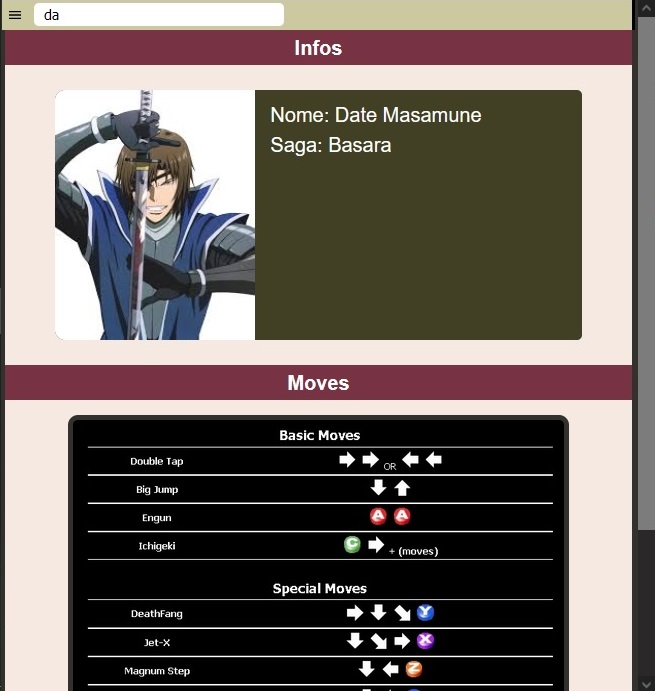 da
Infos
Nome: Date Masamune
Saga: Basara
Moves
Basic Moves
Double Tap OR
Big Jump
Engun A A
Ichigeki C + (moves)
Special Moves
DeathFang Y
Jet-X X
Magnum Step Z